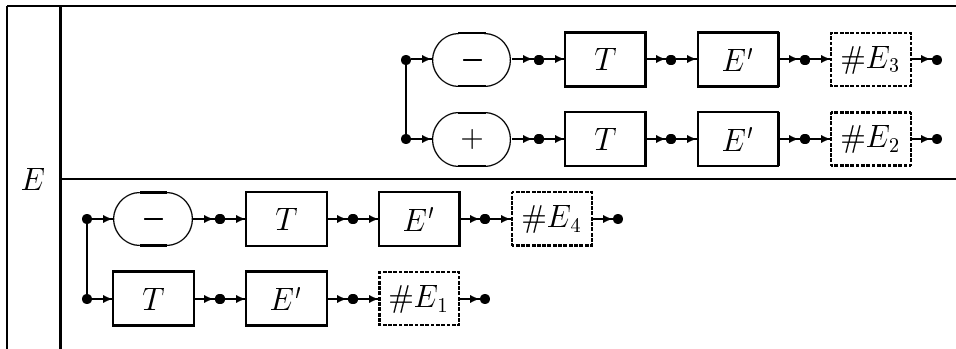 − T E′ #E₃
+ T E′ #E₂
E
− T E′ #E₄
T E′ #E₁